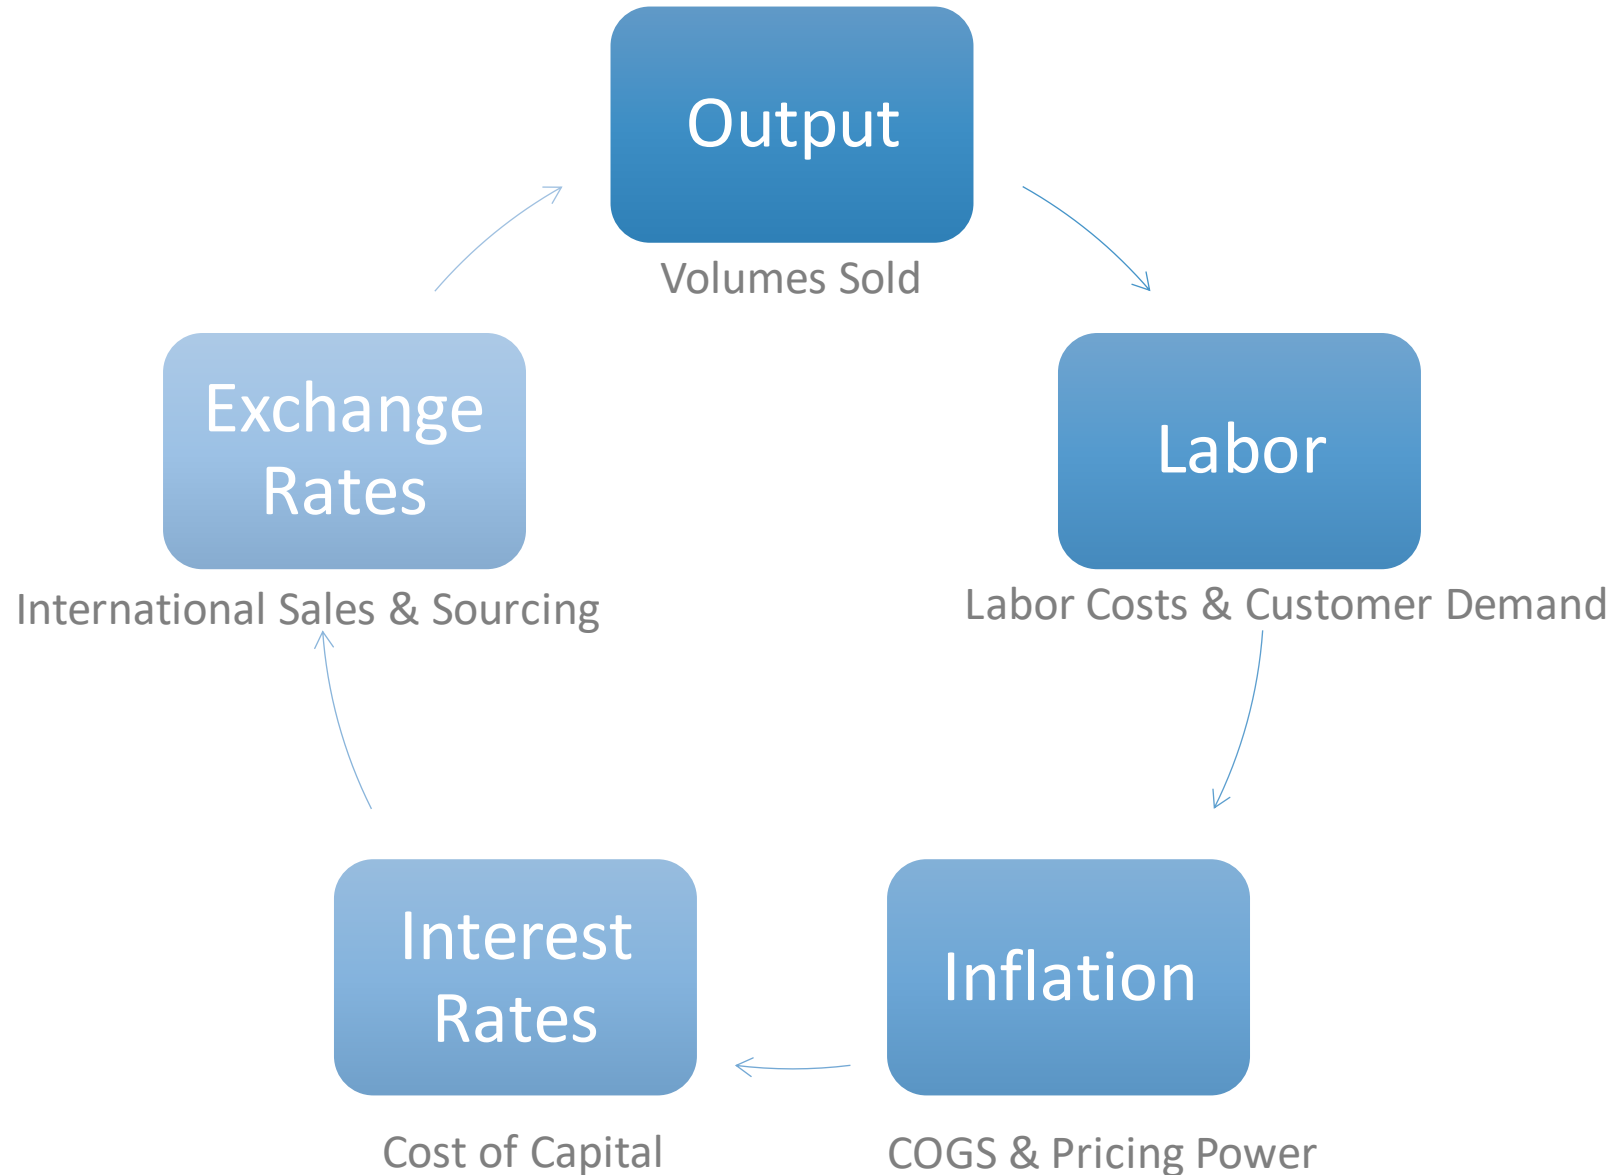 Output
Volumes Sold
Labor
Labor Costs & Customer Demand
Inflation
COGS & Pricing Power
Interest
Rates
Cost of Capital
Exchange
Rates
International Sales & Sourcing